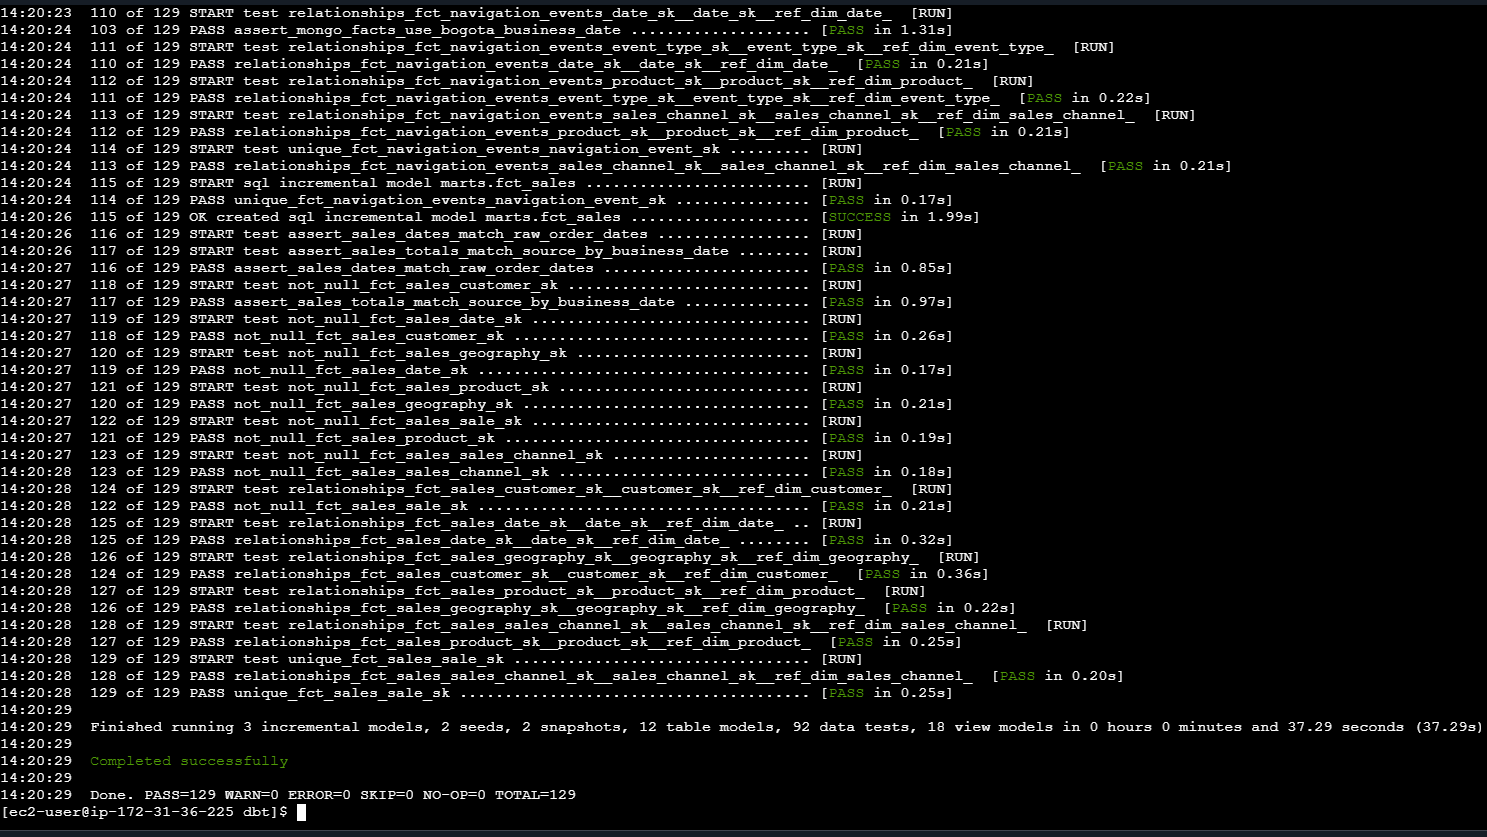 14:20:23  110 of 129 START test relationships_fct_navigation_events_date_sk__date_sk__ref_dim_date_  [RUN]
14:20:24  103 of 129 PASS assert_mongo_facts_use_bogota_business_date .................... [PASS in 1.31s]
14:20:24  111 of 129 START test relationships_fct_navigation_events_event_type_sk__event_type_sk__ref_dim_event_type_  [RUN]
14:20:24  110 of 129 PASS relationships_fct_navigation_events_date_sk__date_sk__ref_dim_date_  [PASS in 0.21s]
14:20:24  112 of 129 START test relationships_fct_navigation_events_product_sk__product_sk__ref_dim_product_  [RUN]
14:20:24  111 of 129 PASS relationships_fct_navigation_events_event_type_sk__event_type_sk__ref_dim_event_type_  [PASS in 0.22s]
14:20:24  113 of 129 START test relationships_fct_navigation_events_sales_channel_sk__sales_channel_sk__ref_dim_sales_channel_  [RUN]
14:20:24  112 of 129 PASS relationships_fct_navigation_events_product_sk__product_sk__ref_dim_product_  [PASS in 0.21s]
14:20:24  114 of 129 START test unique_fct_navigation_events_navigation_event_sk ......... [RUN]
14:20:24  113 of 129 PASS relationships_fct_navigation_events_sales_channel_sk__sales_channel_sk__ref_dim_sales_channel_  [PASS in 0.21s]
14:20:24  115 of 129 START sql incremental model marts.fct_sales ......................... [RUN]
14:20:24  114 of 129 PASS unique_fct_navigation_events_navigation_event_sk ............... [PASS in 0.17s]
14:20:26  115 of 129 OK created sql incremental model marts.fct_sales .................... [SUCCESS in 1.99s]
14:20:26  116 of 129 START test assert_sales_dates_match_raw_order_dates ................. [RUN]
14:20:26  117 of 129 START test assert_sales_totals_match_source_by_business_date ........ [RUN]
14:20:27  116 of 129 PASS assert_sales_dates_match_raw_order_dates ....................... [PASS in 0.85s]
14:20:27  118 of 129 START test not_null_fct_sales_customer_sk ........................... [RUN]
14:20:27  117 of 129 PASS assert_sales_totals_match_source_by_business_date .............. [PASS in 0.97s]
14:20:27  119 of 129 START test not_null_fct_sales_date_sk ............................... [RUN]
14:20:27  118 of 129 PASS not_null_fct_sales_customer_sk ................................. [PASS in 0.26s]
14:20:27  120 of 129 START test not_null_fct_sales_geography_sk .......................... [RUN]
14:20:27  119 of 129 PASS not_null_fct_sales_date_sk ..................................... [PASS in 0.17s]
14:20:27  121 of 129 START test not_null_fct_sales_product_sk ............................ [RUN]
14:20:27  120 of 129 PASS not_null_fct_sales_geography_sk ................................ [PASS in 0.21s]
14:20:27  122 of 129 START test not_null_fct_sales_sale_sk ............................... [RUN]
14:20:27  121 of 129 PASS not_null_fct_sales_product_sk .................................. [PASS in 0.19s]
14:20:27  123 of 129 START test not_null_fct_sales_sales_channel_sk ...................... [RUN]
14:20:28  123 of 129 PASS not_null_fct_sales_sales_channel_sk ............................ [PASS in 0.18s]
14:20:28  124 of 129 START test relationships_fct_sales_customer_sk__customer_sk__ref_dim_customer_  [RUN]
14:20:28  122 of 129 PASS not_null_fct_sales_sale_sk ..................................... [PASS in 0.21s]
14:20:28  125 of 129 START test relationships_fct_sales_date_sk__date_sk__ref_dim_date_ .. [RUN]
14:20:28  125 of 129 PASS relationships_fct_sales_date_sk__date_sk__ref_dim_date_ ........ [PASS in 0.32s]
14:20:28  126 of 129 START test relationships_fct_sales_geography_sk__geography_sk__ref_dim_geography_  [RUN]
14:20:28  124 of 129 PASS relationships_fct_sales_customer_sk__customer_sk__ref_dim_customer_  [PASS in 0.36s]
14:20:28  127 of 129 START test relationships_fct_sales_product_sk__product_sk__ref_dim_product_  [RUN]
14:20:28  126 of 129 PASS relationships_fct_sales_geography_sk__geography_sk__ref_dim_geography_  [PASS in 0.22s]
14:20:28  128 of 129 START test relationships_fct_sales_sales_channel_sk__sales_channel_sk__ref_dim_sales_channel_  [RUN]
14:20:28  127 of 129 PASS relationships_fct_sales_product_sk__product_sk__ref_dim_product_  [PASS in 0.25s]
14:20:28  129 of 129 START test unique_fct_sales_sale_sk ................................. [RUN]
14:20:28  128 of 129 PASS relationships_fct_sales_sales_channel_sk__sales_channel_sk__ref_dim_sales_channel_  [PASS in 0.20s]
14:20:28  129 of 129 PASS unique_fct_sales_sale_sk ....................................... [PASS in 0.25s]
14:20:29
14:20:29  Finished running 3 incremental models, 2 seeds, 2 snapshots, 12 table models, 92 data tests, 18 view models in 0 hours 0 minutes and 37.29 seconds (37.29s)
14:20:29
14:20:29  Completed successfully
14:20:29
14:20:29  Done. PASS=129 WARN=0 ERROR=0 SKIP=0 NO-OP=0 TOTAL=129
[ec2-user@ip-172-31-36-225 dbt]$